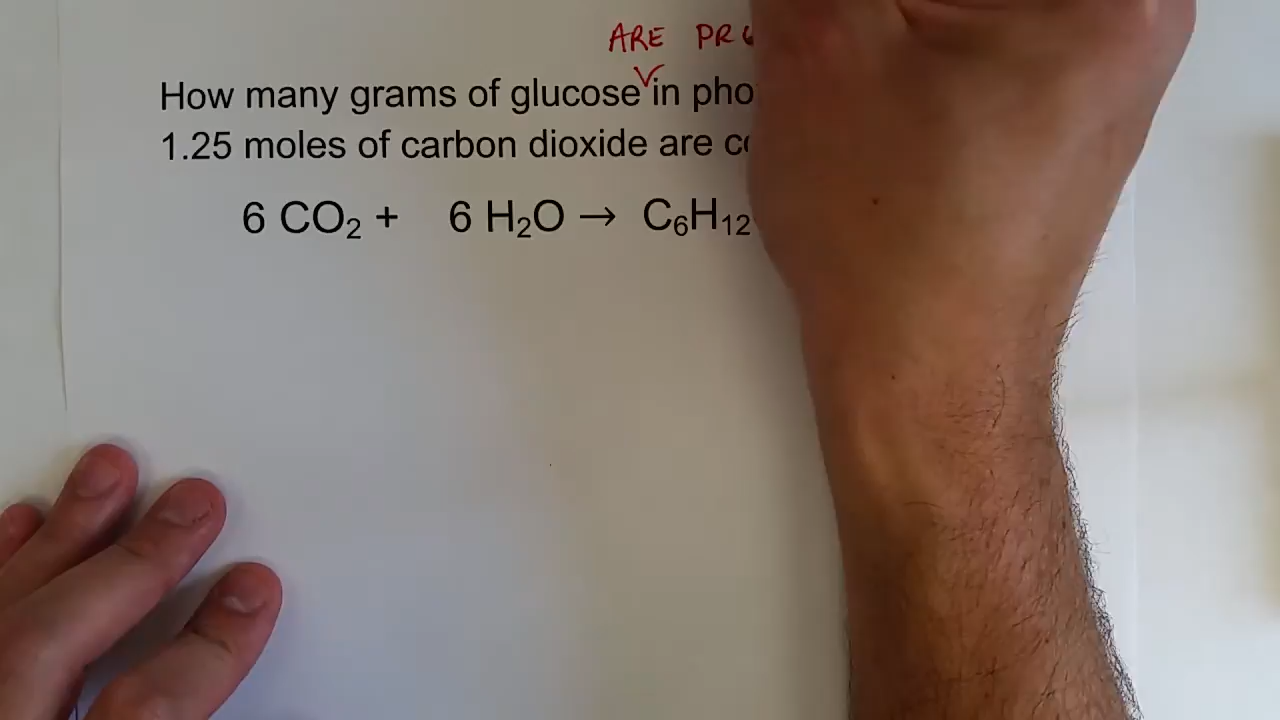 ARE
How many grams of glucose in
1.25 moles of carbon dioxide are
6 CO₂ + 6 H₂O → C₆H₁₂